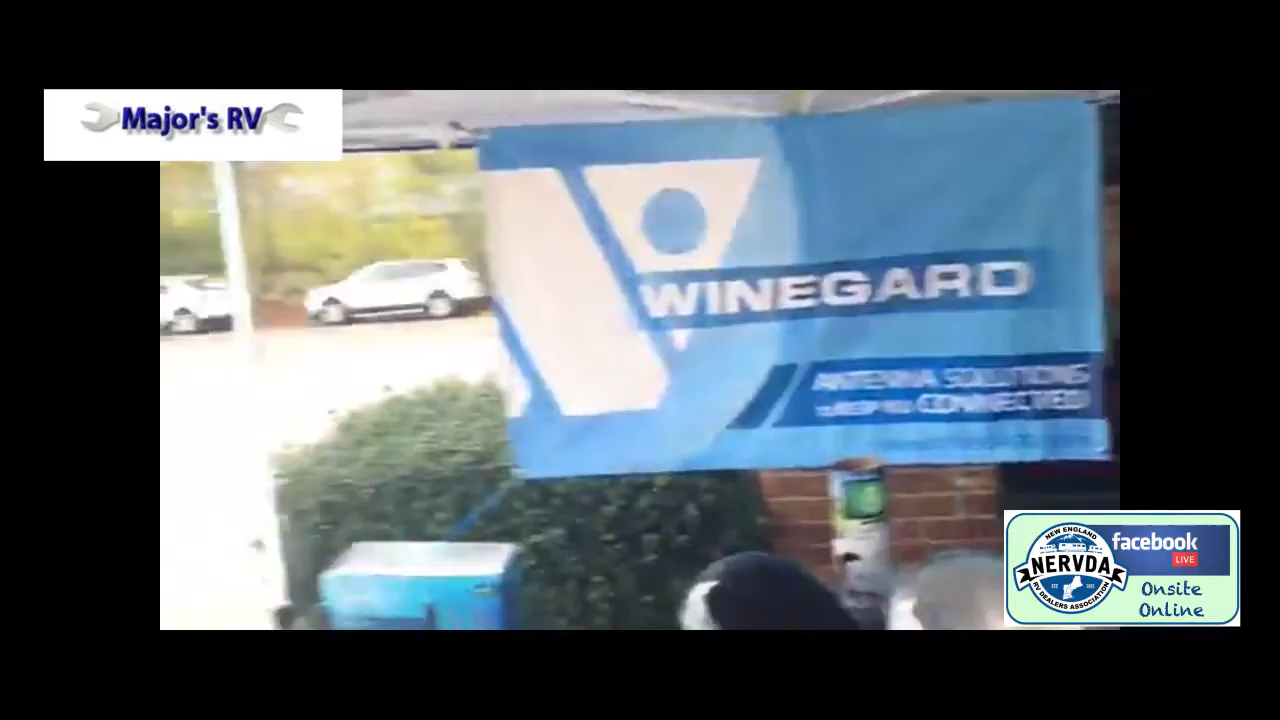 Major's RV
WINEGARD
ANTENNA SOLUTIONS
CONNECTED
NEW ENGLAND
NERVDA
RV DEALERS ASSOCIATION
facebook
LIVE
Onsite
Online